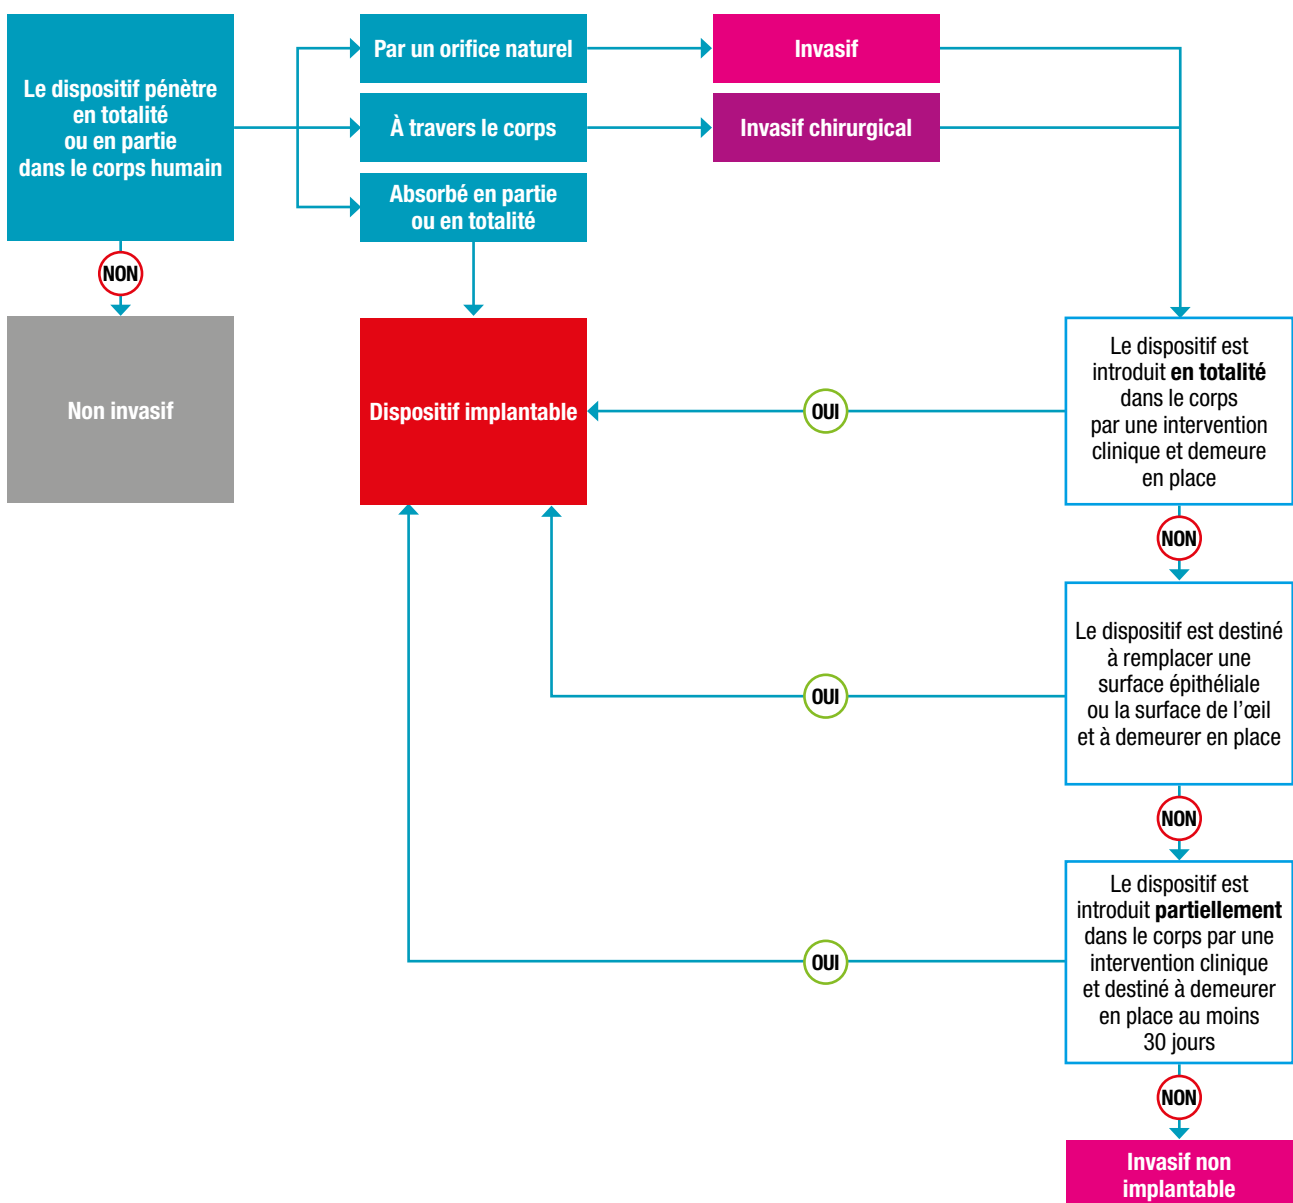 Le dispositif pénètre
en totalité
ou en partie
dans le corps humain
Par un orifice naturel
Invasif
À travers le corps
Invasif chirurgical
Absorbé en partie
ou en totalité
NON
Non invasif
Dispositif implantable
OUI
Le dispositif est
introduit en totalité
dans le corps
par une intervention
clinique et demeure
en place
NON
OUI
Le dispositif est destiné
à remplacer une
surface épithéliale
ou la surface de l’œil
et à demeurer en place
NON
OUI
Le dispositif est
introduit partiellement
dans le corps par une
intervention clinique
et destiné à demeurer
en place au moins
30 jours
NON
Invasif non
implantable